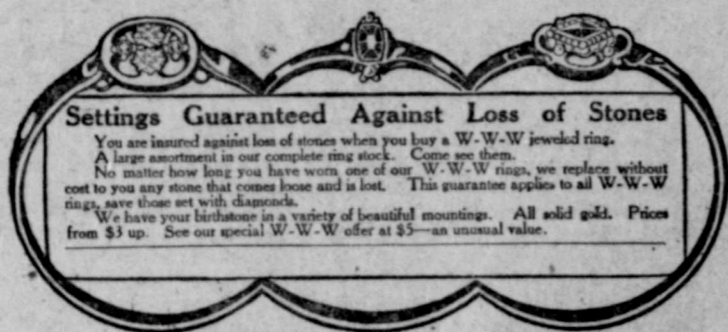 Settings Guaranteed Against Loss of Stones
You are insured against loss of stones when you buy a W-W-W jeweled ring.
A large assortment in our complete ring stock. Come see them.
No matter how long you have worn one of our W-W-W rings, we replace without
cost to you any stone that comes loose and is lost. This guarantee applies to all W-W-W
rings, save those set with diamonds.
We have your birthstone in a variety of beautiful mountings. All solid gold. Prices
from $3 up. See our special W-W-W offer at $5—an unusual value.